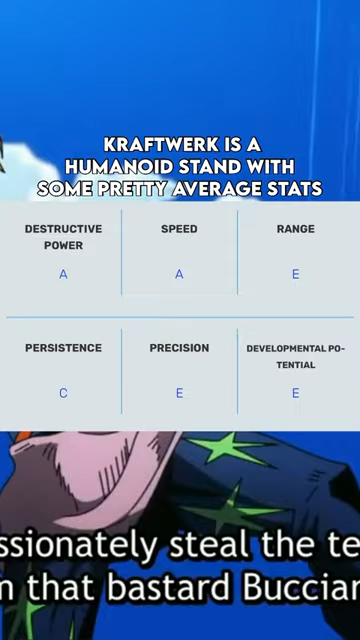 KRAFTWERK IS A
HUMANOID STAND WITH
SOME PRETTY AVERAGE STATS
DESTRUCTIVE
POWER
SPEED
RANGE
A
A
E
PERSISTENCE
PRECISION
DEVELOPMENTAL PO-
TENTIAL
C
E
E
ssionately steal the te
that bastard Bucciar